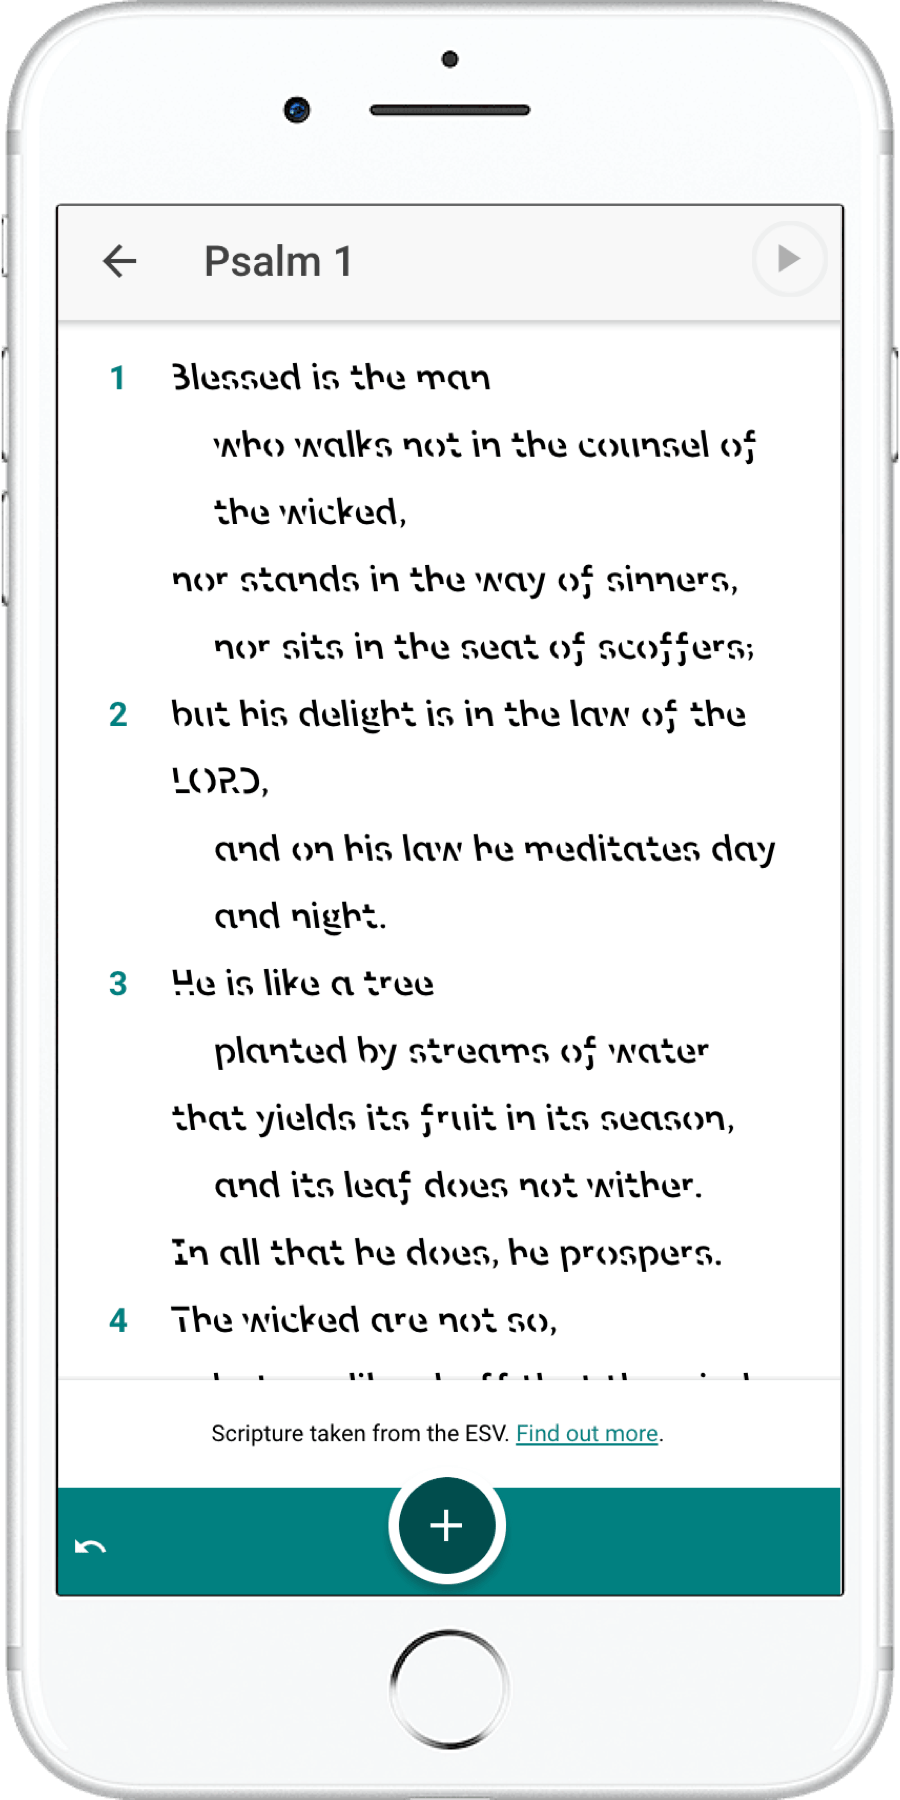 Psalm 1
1 Blessed is the man
who walks not in the counsel of
the wicked,
nor stands in the way of sinners,
nor sits in the seat of scoffers;
2 but his delight is in the law of the
LORD,
and on his law he meditates day
and night.
3 He is like a tree
planted by streams of water
that yields its fruit in its season,
and its leaf does not wither.
In all that he does, he prospers.
4 The wicked are not so,
Scripture taken from the ESV. Find out more.